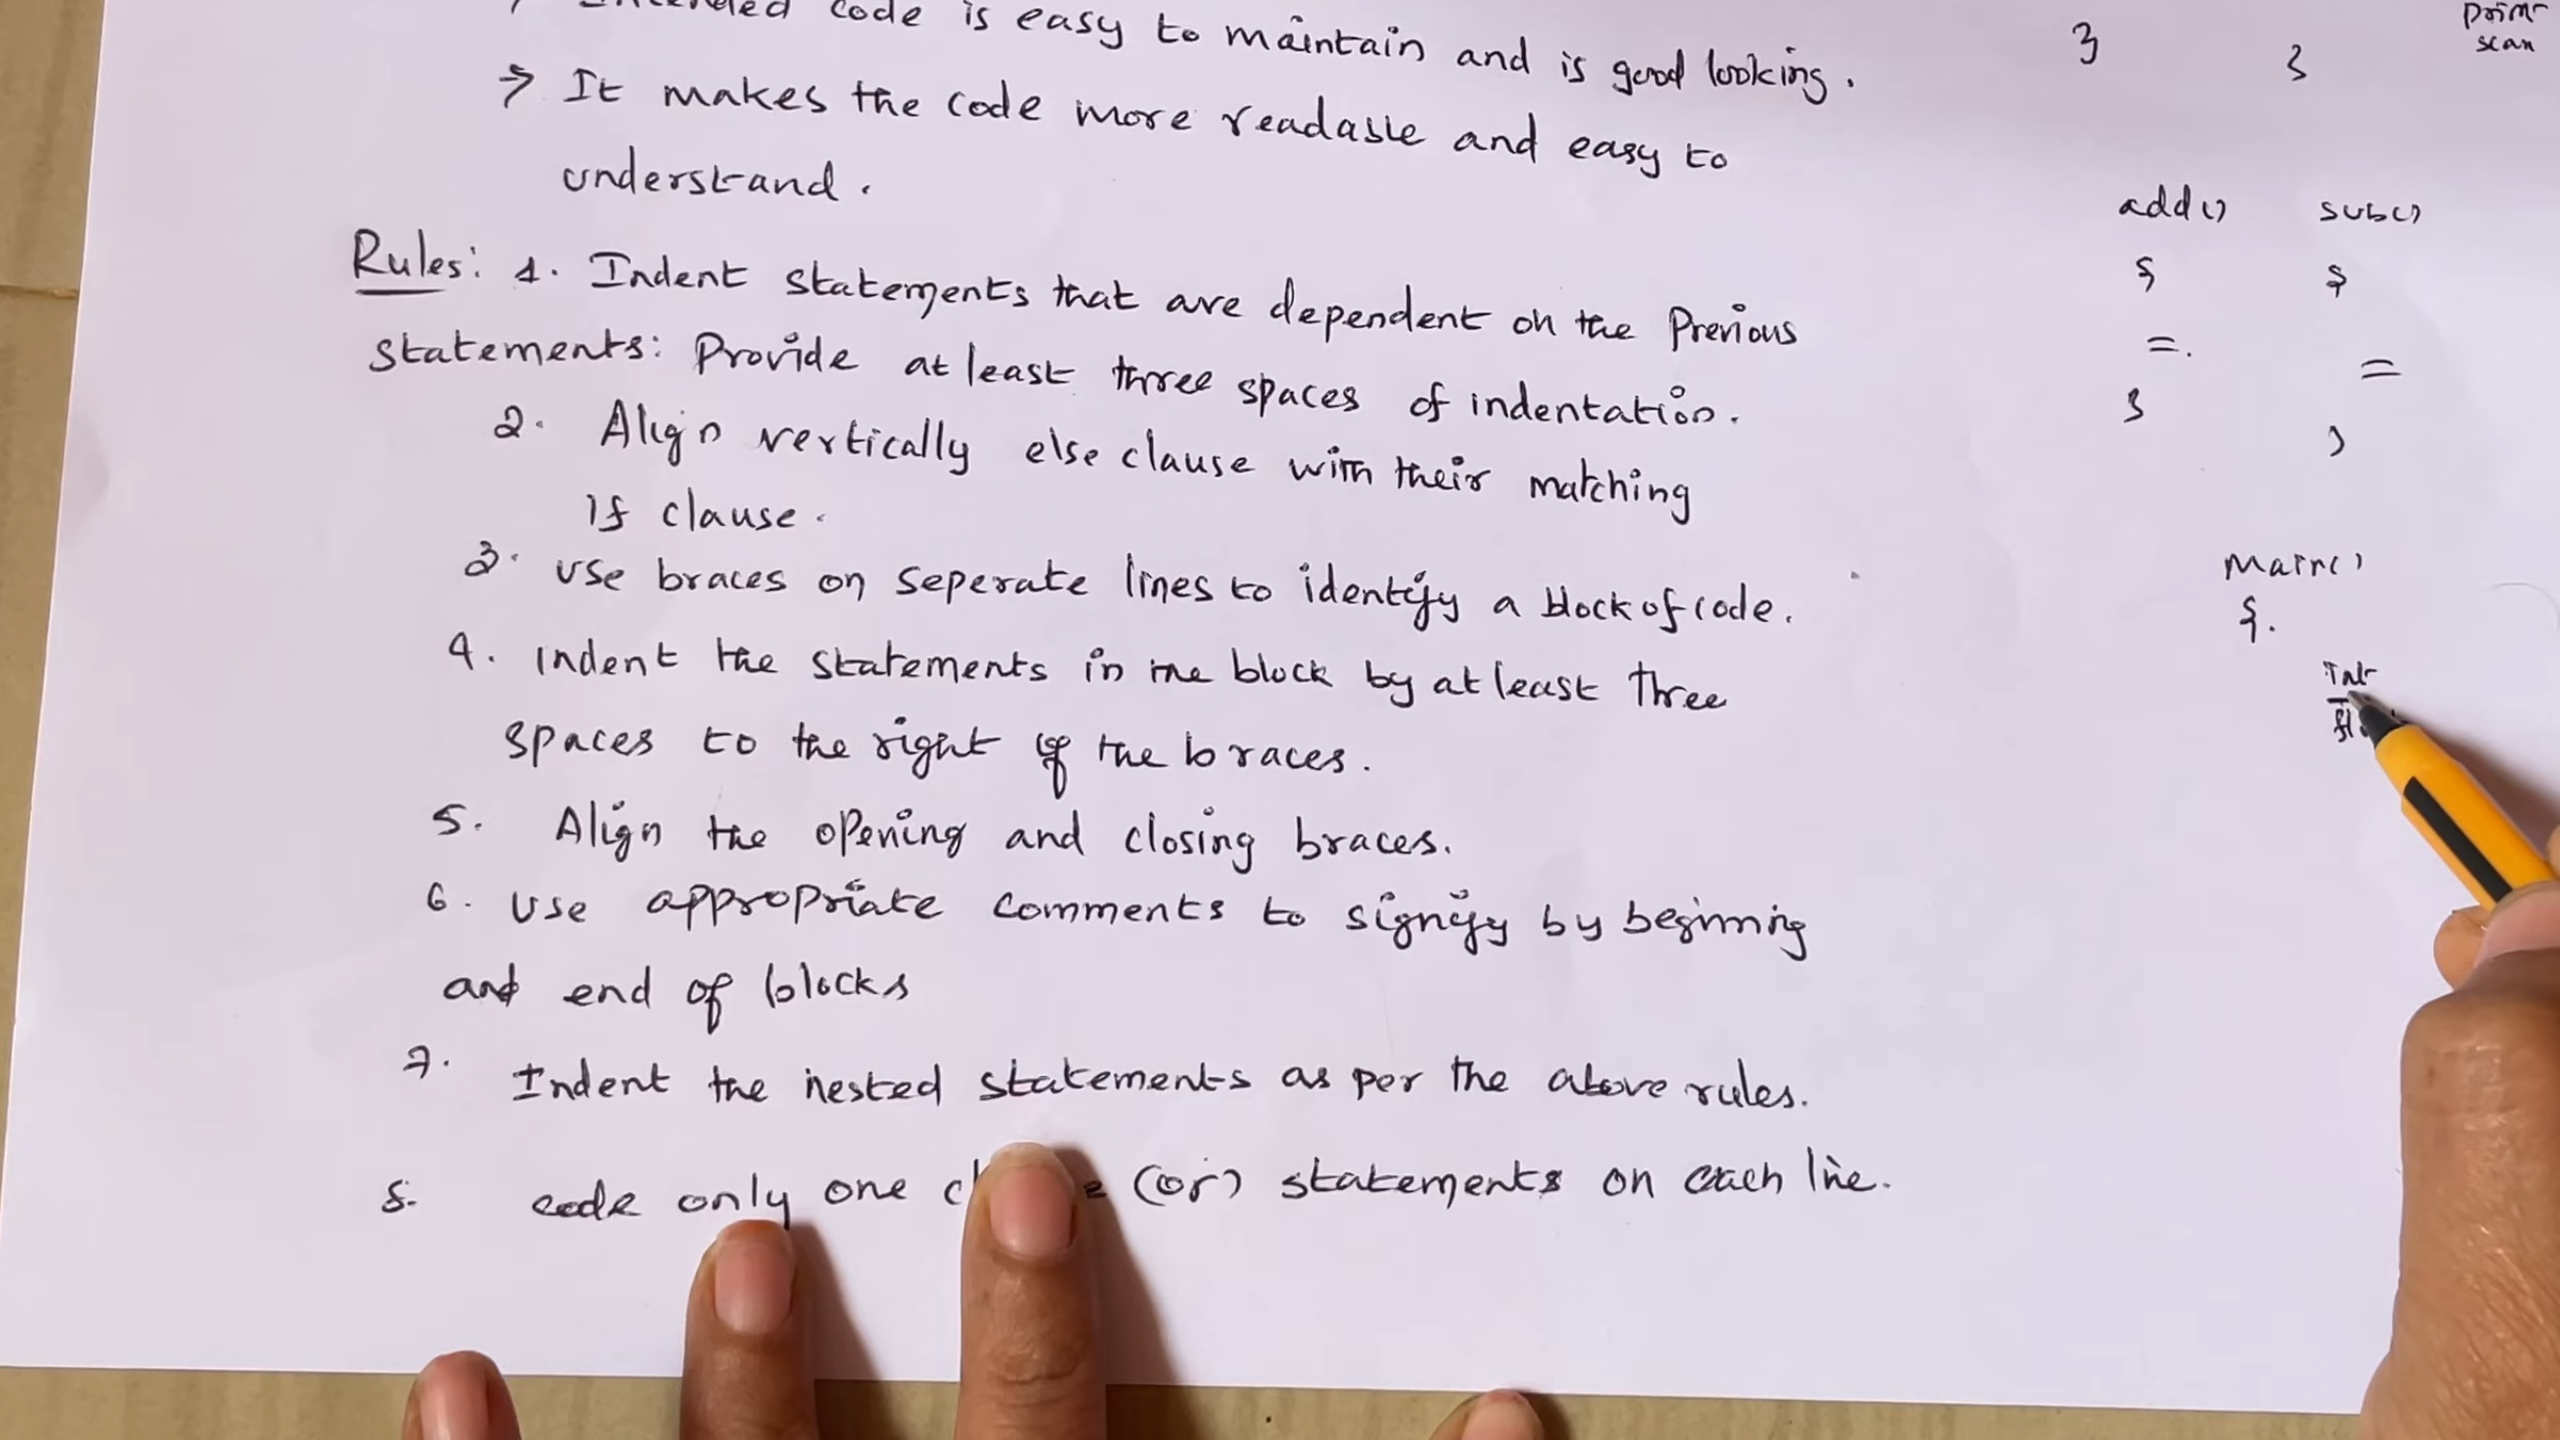 code is easy to maintain and is good looking.
→ It makes the code more readable and easy to
understand.
Rules: 1. Indent statements that are dependent on the Previous
statements: Provide at least three spaces of indentation.
2. Align vertically else clause with their matching
if clause.
3. use braces on seperate lines to identify a block of code.
4. indent the statements in the block by at least three
spaces to the right of the braces.
5. Align the opening and closing braces.
6. Use appropriate comments to signify by beginning
and end of blocks
7. Indent the nested statements as per the above rules.
8. code only one (or) statements on each line.
}
}
scan
add()
sub()
{
{
=.
=
}
}
Main()
{.
Int